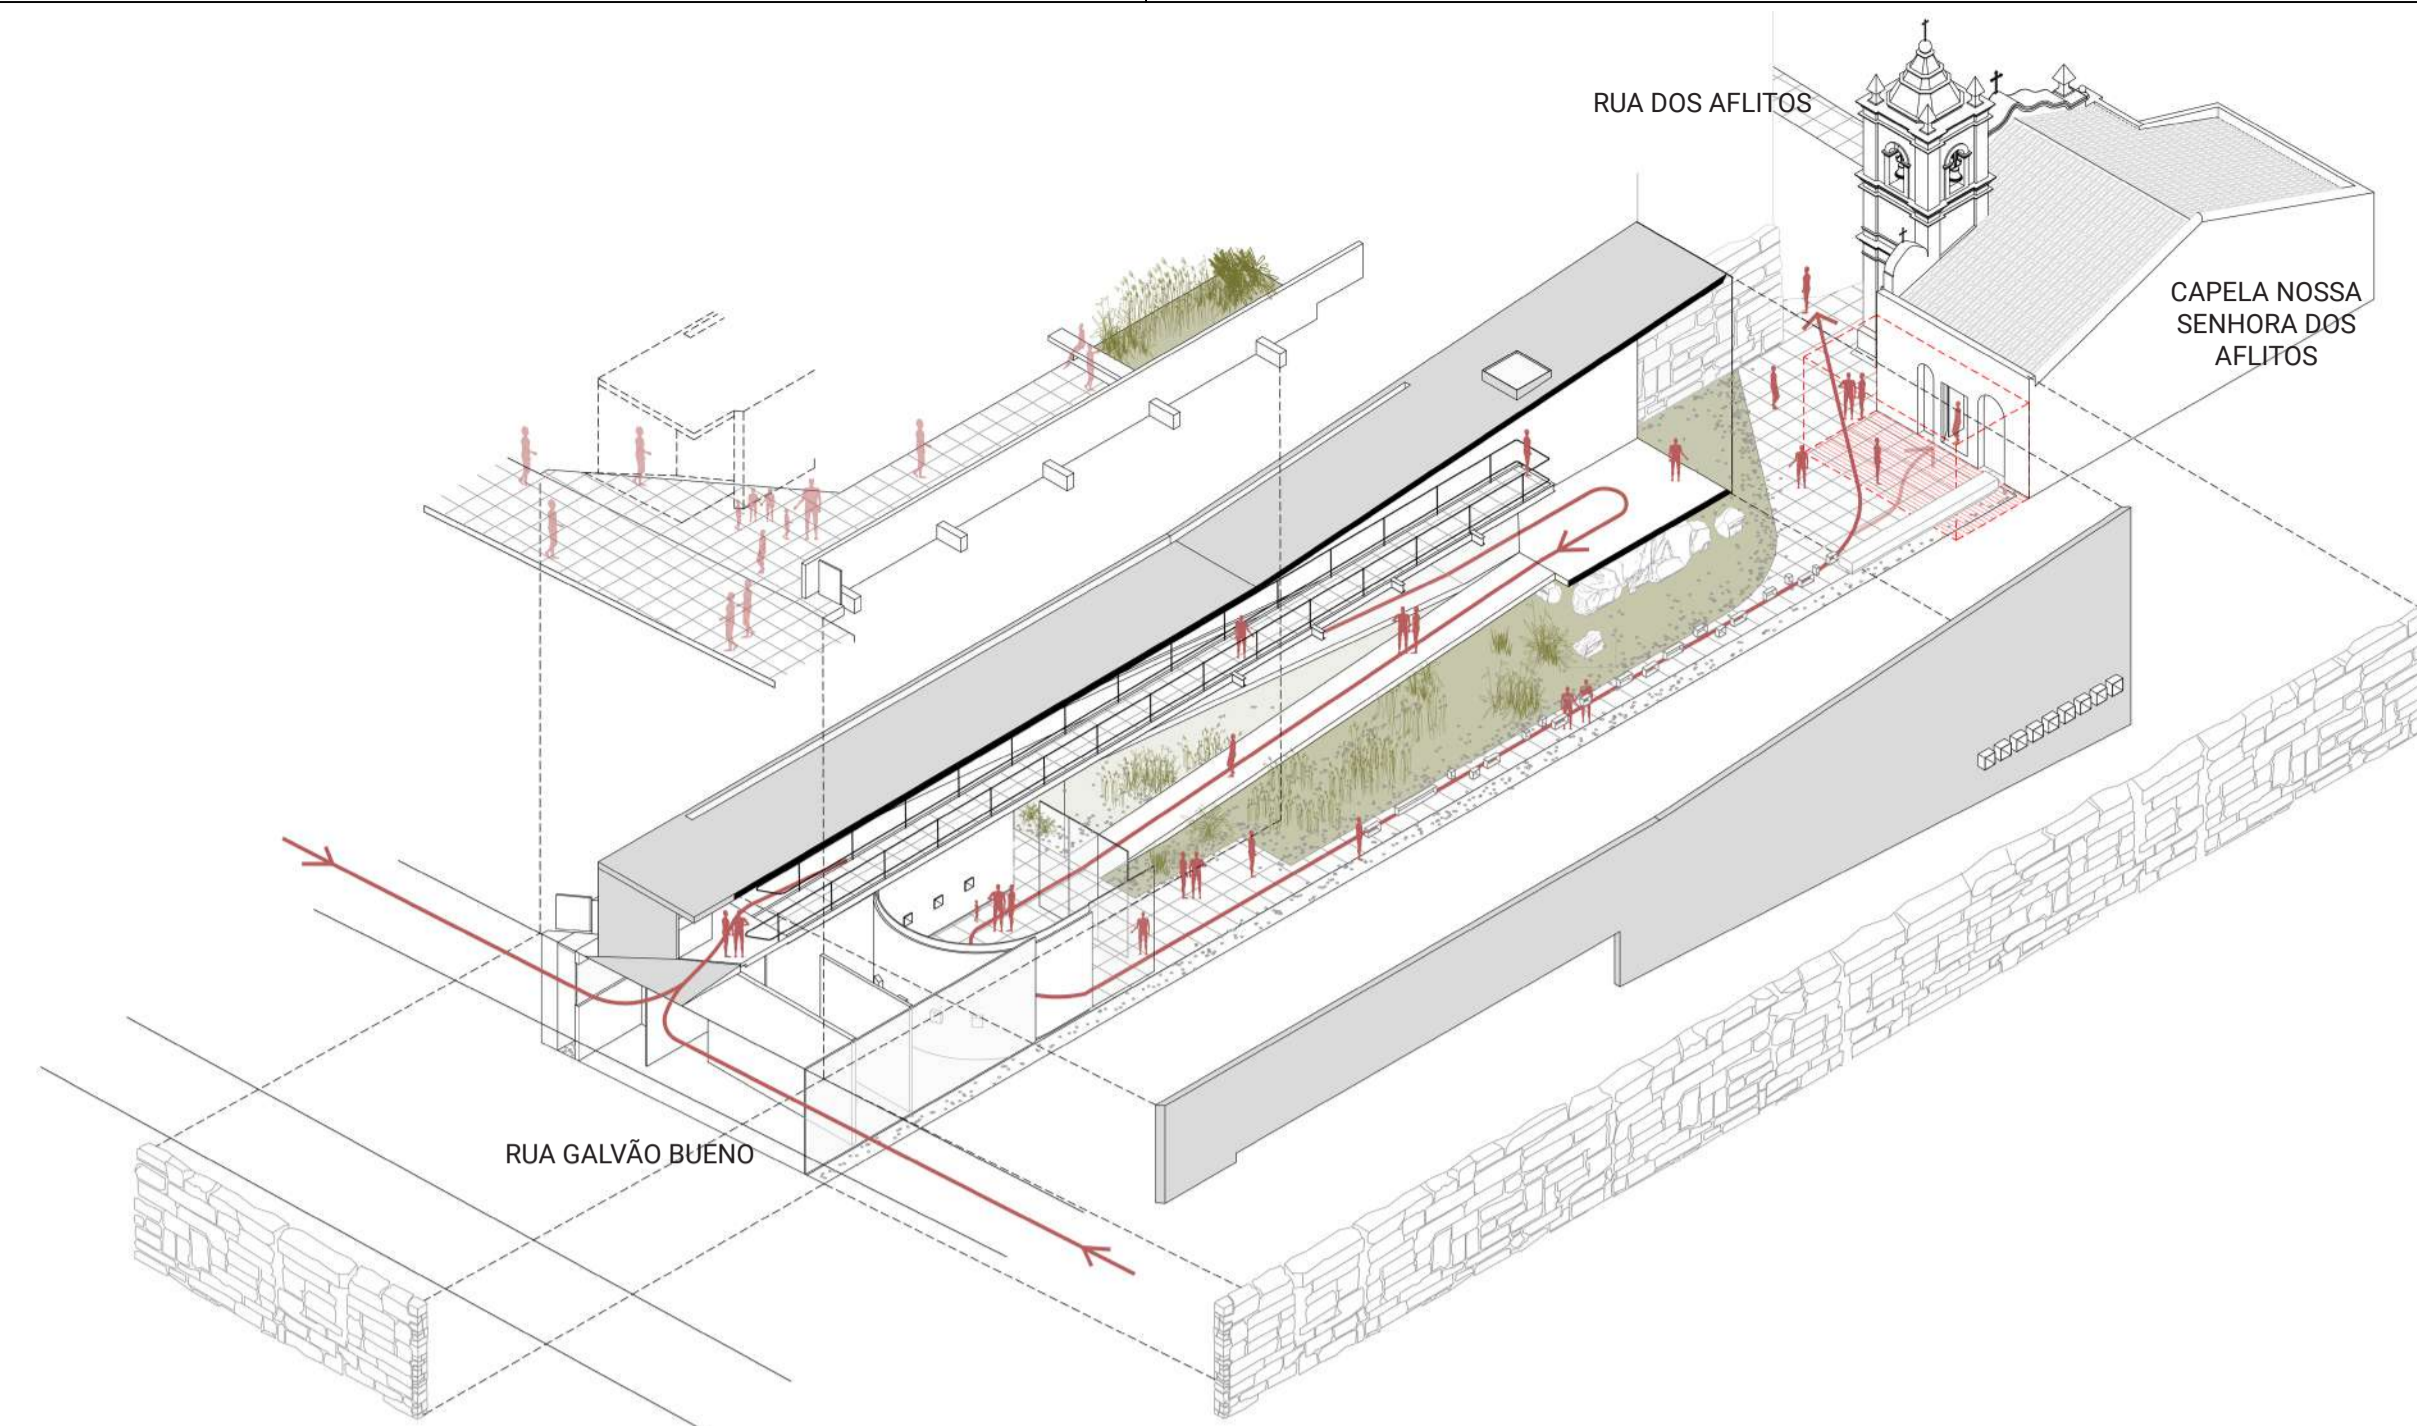 RUA DOS AFLITOS
CAPELA NOSSA
SENHORA DOS
AFLITOS
RUA GALVÃO BUENO